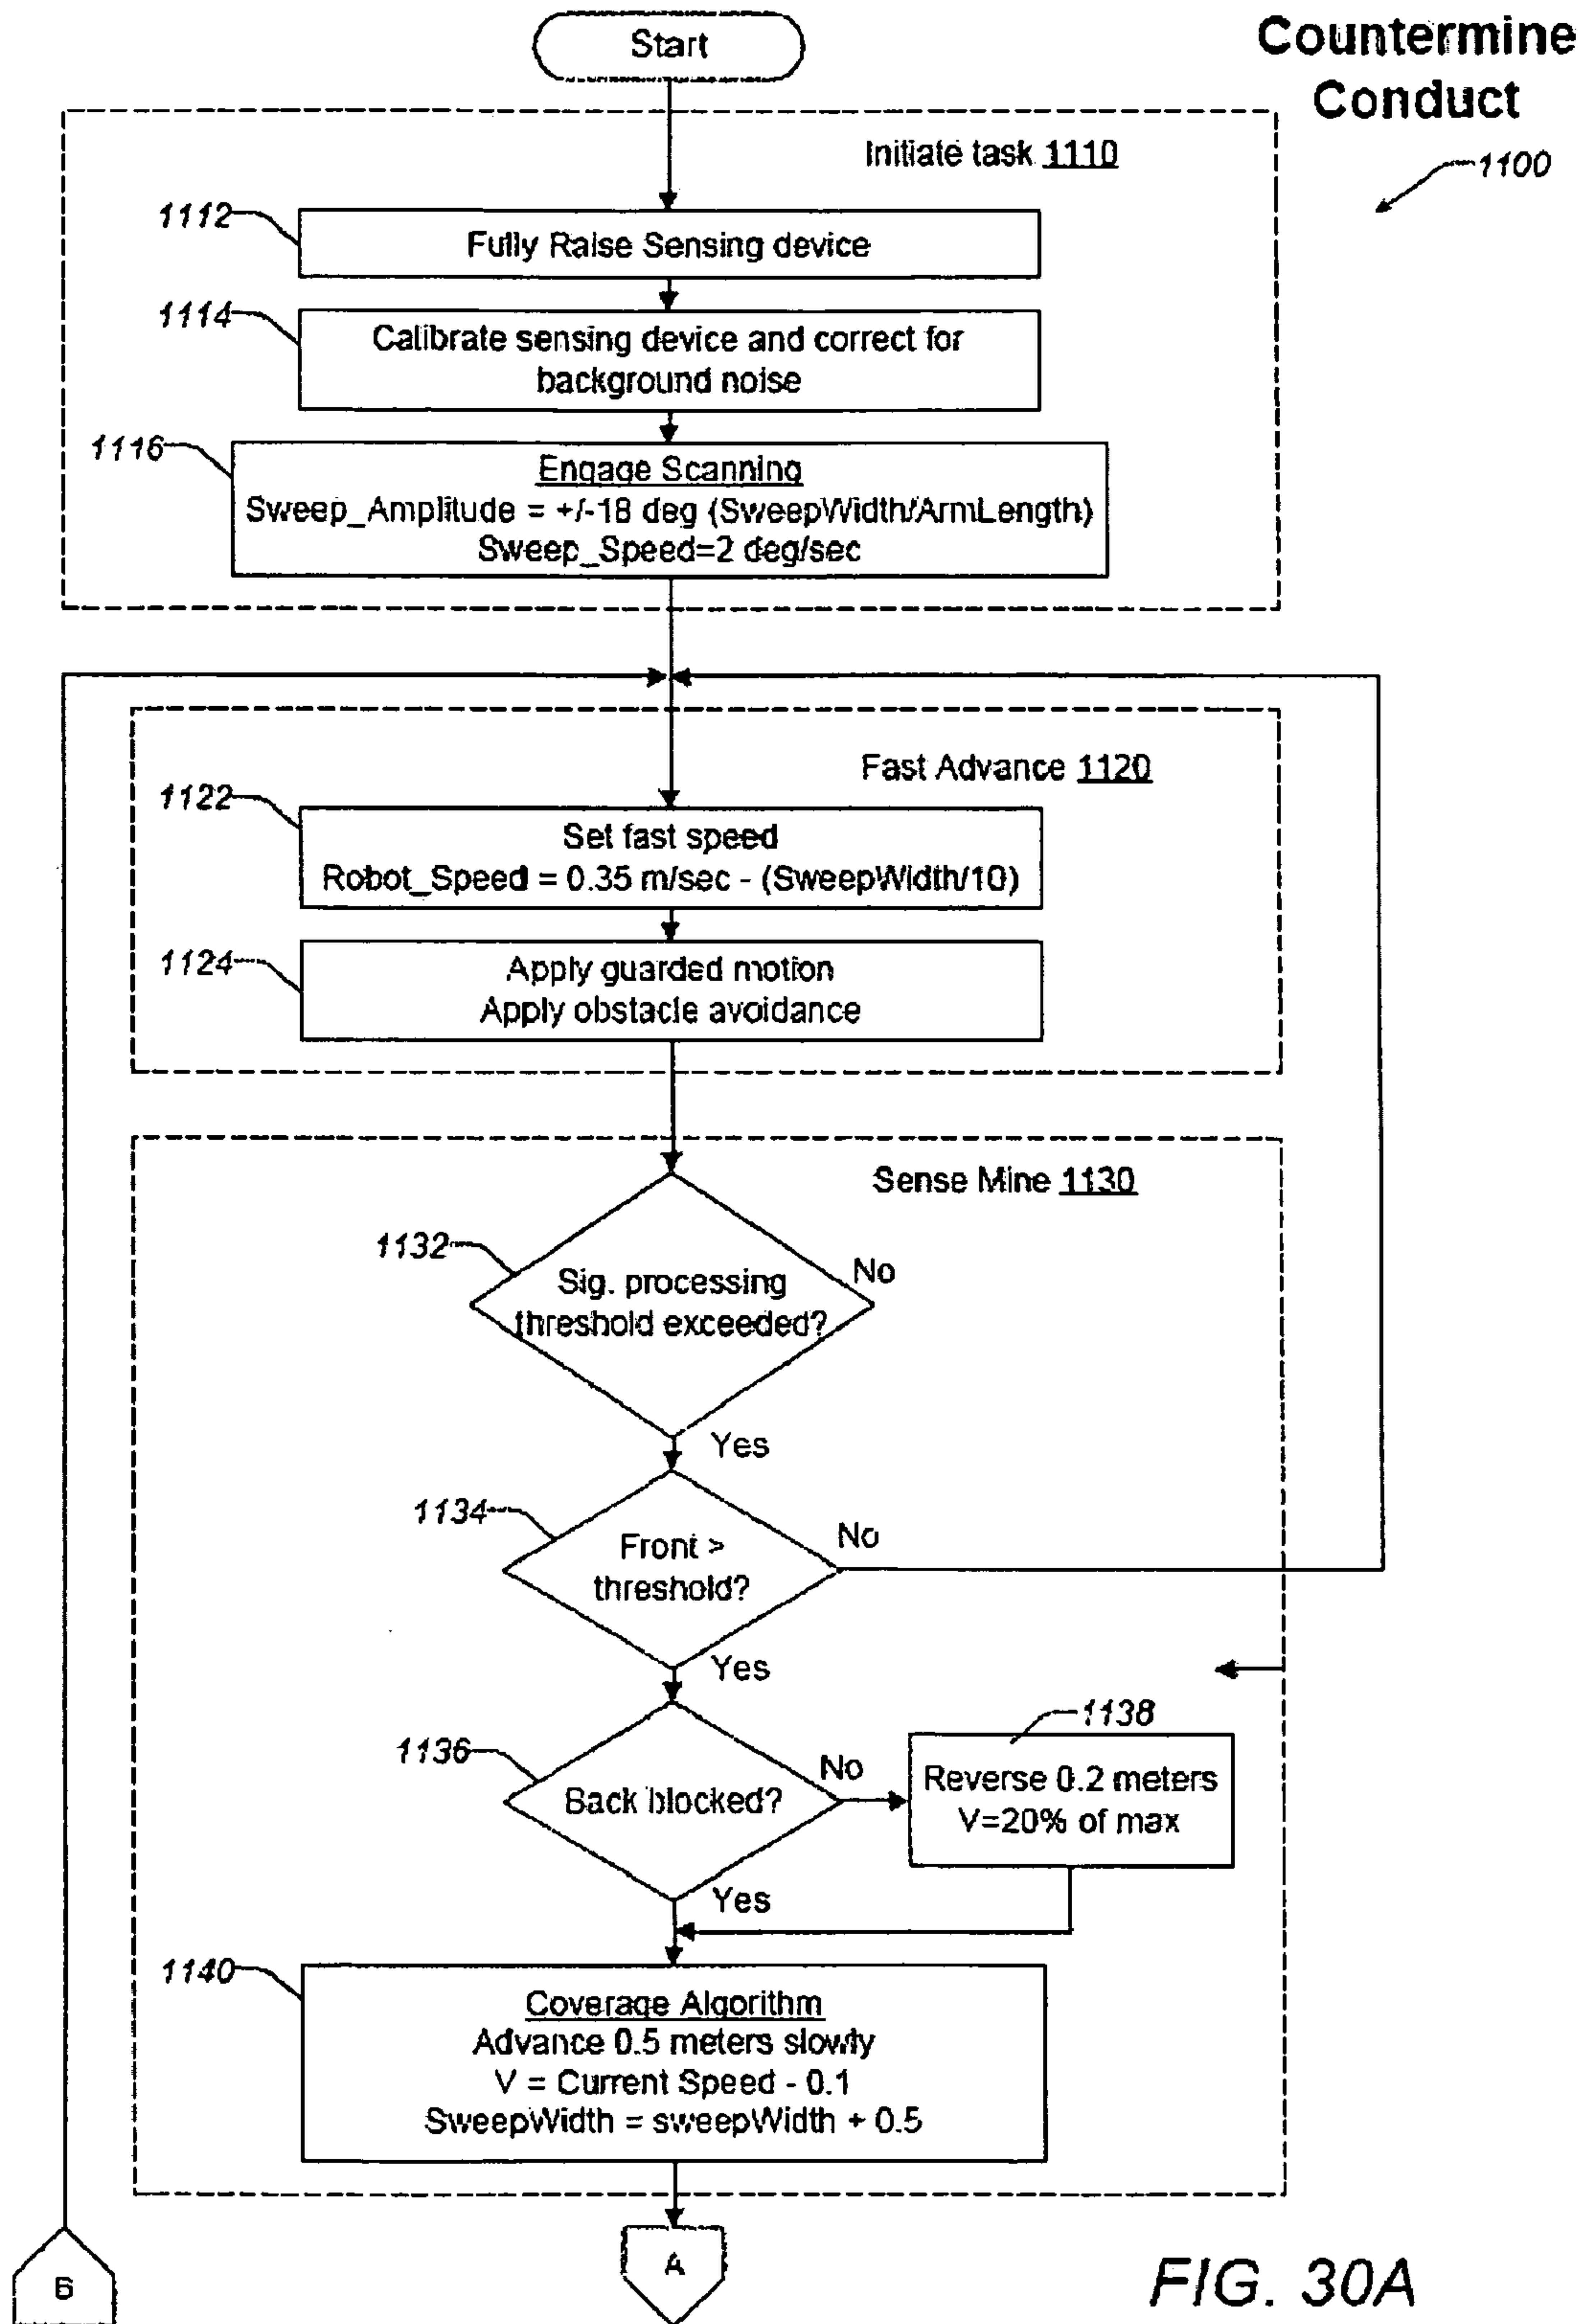 Start
Countermine
Conduct
1100
Initiate task 1110
1112
Fully Raise Sensing device
1114
Calibrate sensing device and correct for
background noise
1116
Engage Scanning
Sweep_Amplitude = +/-18 deg (SweepWidth/ArmLength)
Sweep_Speed=2 deg/sec
Fast Advance 1120
1122
Set fast speed
Robot_Speed = 0.35 m/sec - (SweepWidth/10)
1124
Apply guarded motion
Apply obstacle avoidance
Sense Mine 1130
1132
No
Sig. processing
threshold exceeded?
Yes
1134
No
Front >
threshold?
Yes
1138
1136
No
Back blocked?
Reverse 0.2 meters
V=20% of max
Yes
1140
Coverage Algorithm
Advance 0.5 meters slowly
V = Current Speed - 0.1
SweepWidth = sweepWidth + 0.5
A
B
FIG. 30A